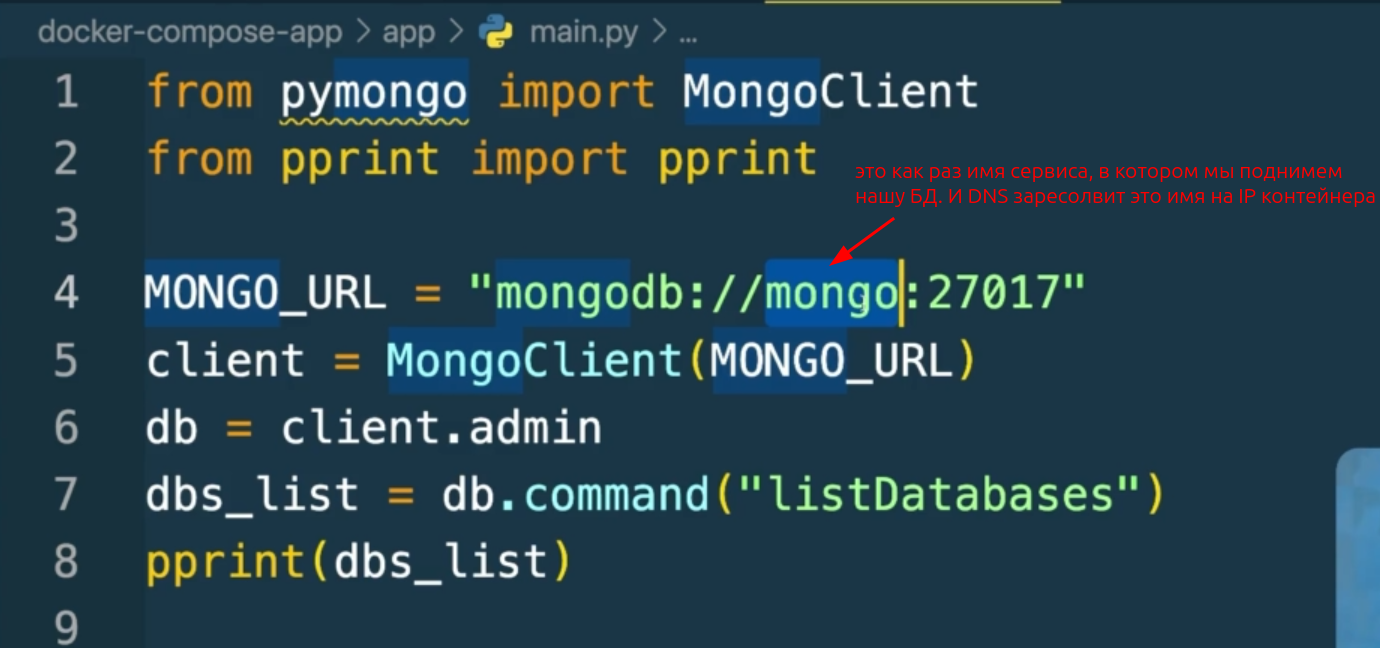 docker-compose-app > app > main.py > ...
1 from pymongo import MongoClient
2 from pprint import pprint
это как раз имя сервиса, в котором мы поднимем
нашу БД. И DNS заресолвит это имя на IP контейнера
3
4 MONGO_URL = "mongodb://mongo:27017"
5 client = MongoClient(MONGO_URL)
6 db = client.admin
7 dbs_list = db.command("listDatabases")
8 pprint(dbs_list)
9